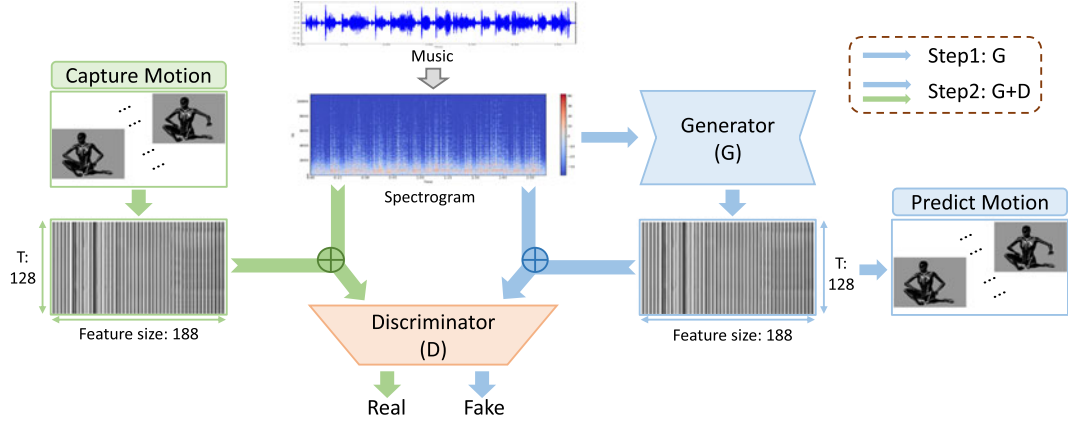 Music
Capture Motion
Step1: G
Step2: G+D
Generator
(G)
Spectrogram
Predict Motion
T:
128
Feature size: 188
T:
128
Feature size: 188
Discriminator
(D)
Real
Fake